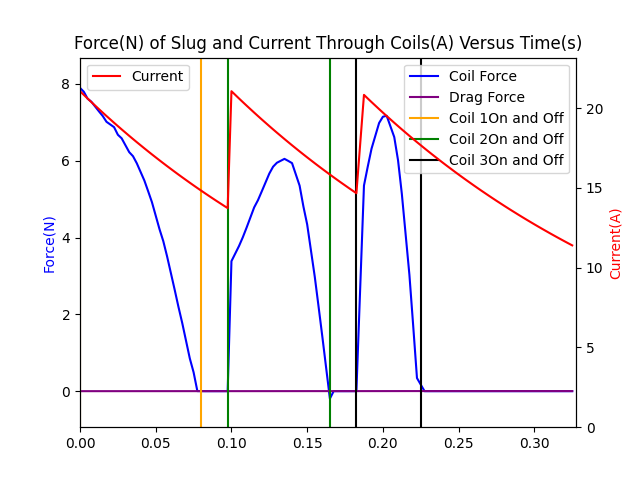 Force(N) of Slug and Current Through Coils(A) Versus Time(s)
Current
Coil Force
Drag Force
Coil 1On and Off
Coil 2On and Off
Coil 3On and Off
Force(N)
8
6
4
2
0
Current(A)
20
15
10
5
0
0.00 0.05 0.10 0.15 0.20 0.25 0.30